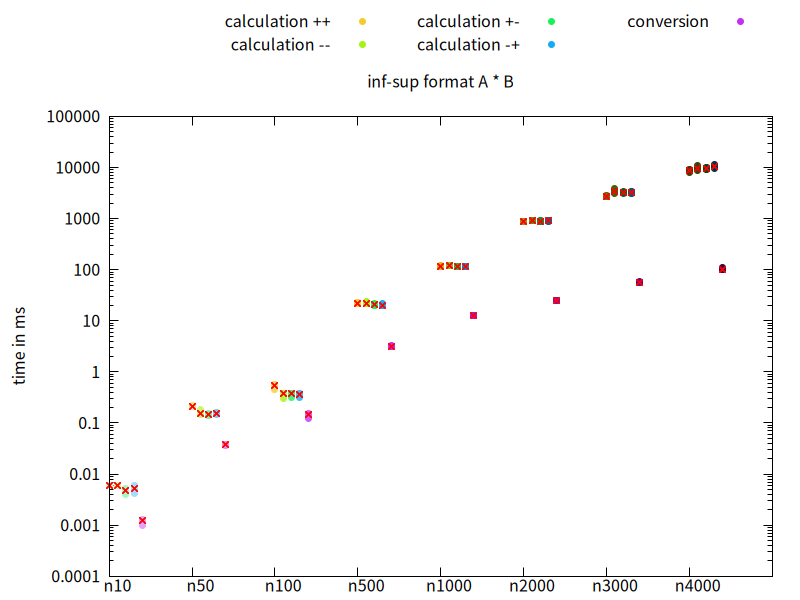 calculation ++ calculation +- conversion
calculation -- calculation -+
inf-sup format A * B
100000
10000
1000
100
10
1
0.1
0.01
0.001
0.0001
time in ms
n10 n50 n100 n500 n1000 n2000 n3000 n4000